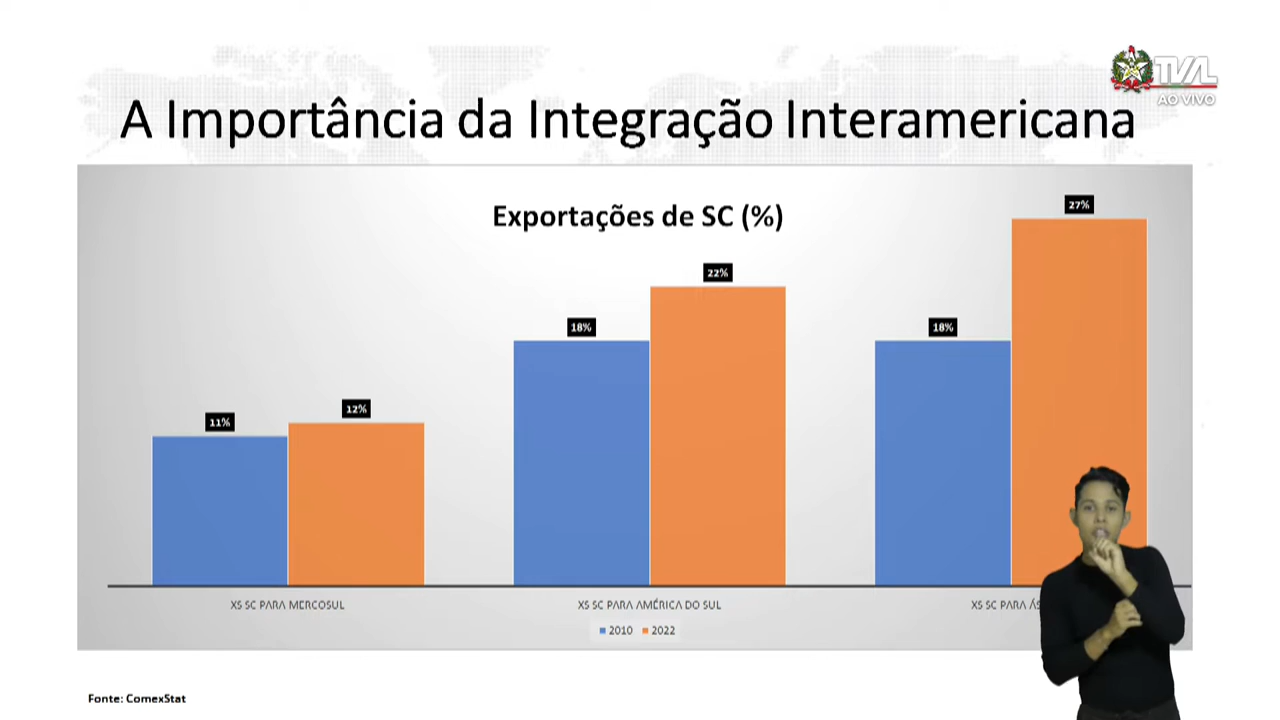 TVAL
AO VIVO
A Importância da Integração Interamericana
Exportações de SC (%)
11%
12%
18%
22%
18%
27%
XS SC PARA MERCOSUL
XS SC PARA AMÉRICA DO SUL
XS SC PARA
2010
2022
Fonte: ComexStat